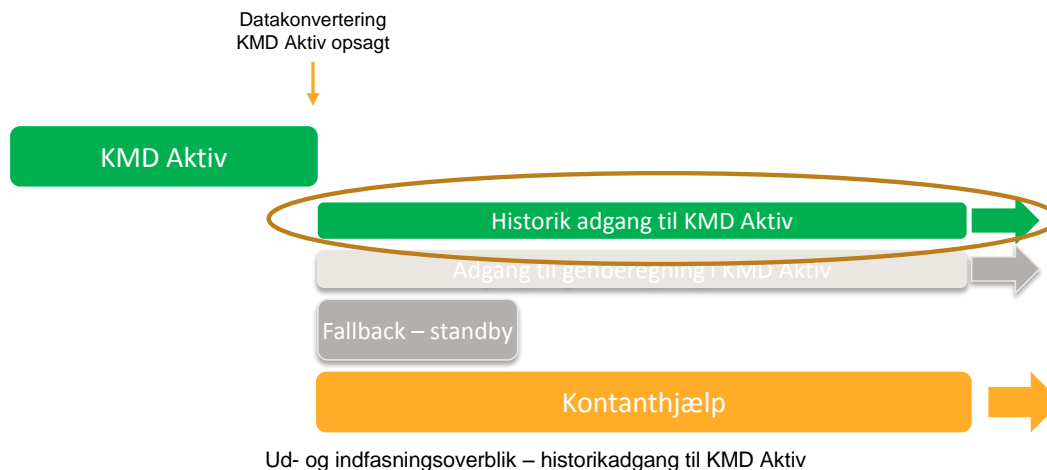 Datakonvertering
KMD Aktiv opsagt
KMD Aktiv
Historik adgang til KMD Aktiv
Adgang til genberegning i KMD Aktiv
Fallback – standby
Kontanthjælp
Ud- og indfasningsoverblik – historikadgang til KMD Aktiv